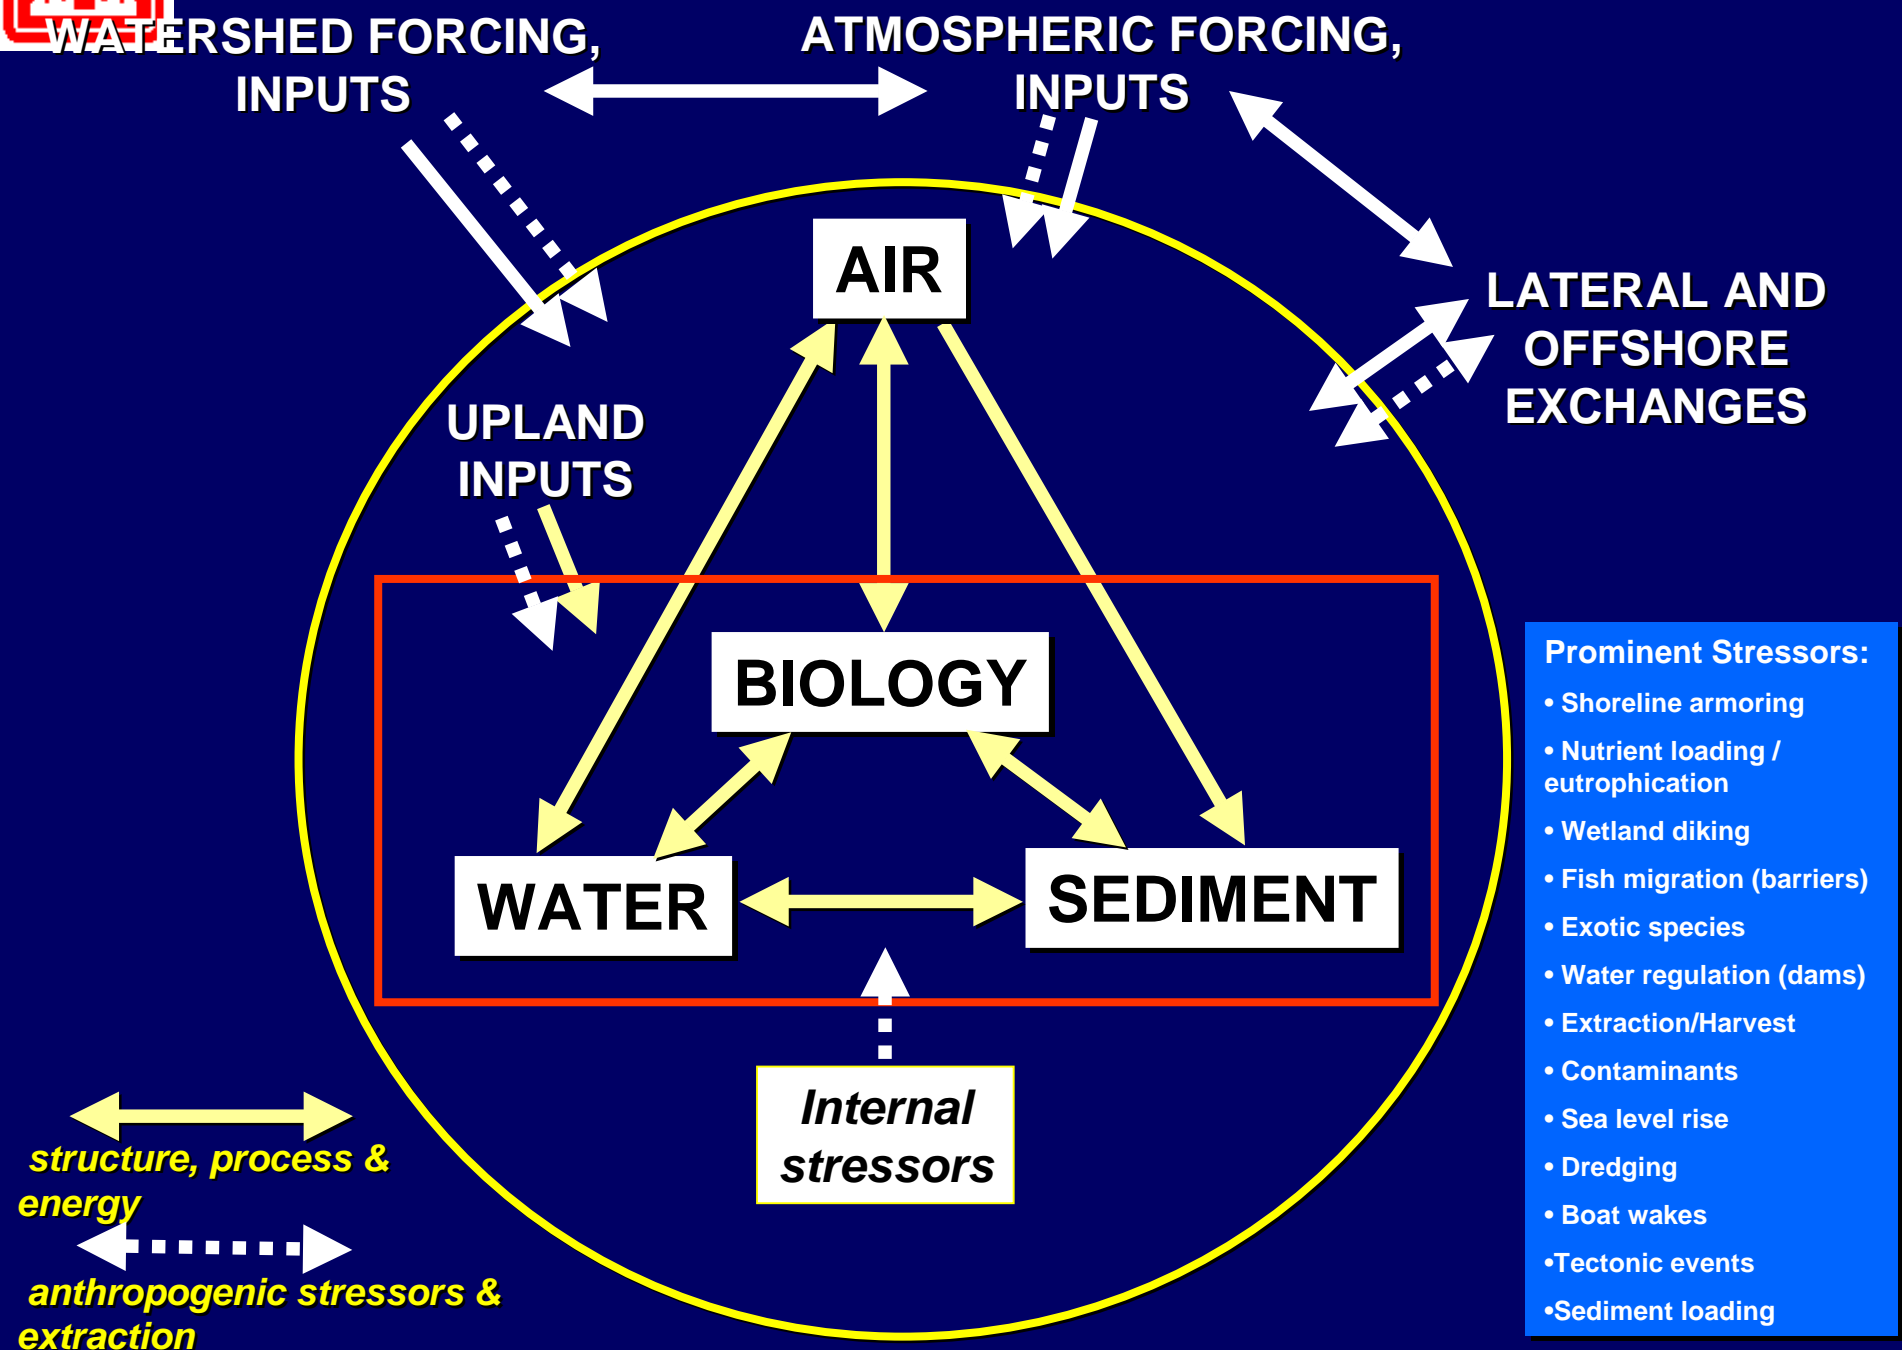 WATERSHED FORCING,
INPUTS
ATMOSPHERIC FORCING,
INPUTS
LATERAL AND
OFFSHORE
EXCHANGES
AIR
UPLAND
INPUTS
BIOLOGY
WATER
SEDIMENT
Internal
stressors
structure, process &
energy
anthropogenic stressors &
extraction
Prominent Stressors:
• Shoreline armoring
• Nutrient loading /
eutrophication
• Wetland diking
• Fish migration (barriers)
• Exotic species
• Water regulation (dams)
• Extraction/Harvest
• Contaminants
• Sea level rise
• Dredging
• Boat wakes
•Tectonic events
•Sediment loading